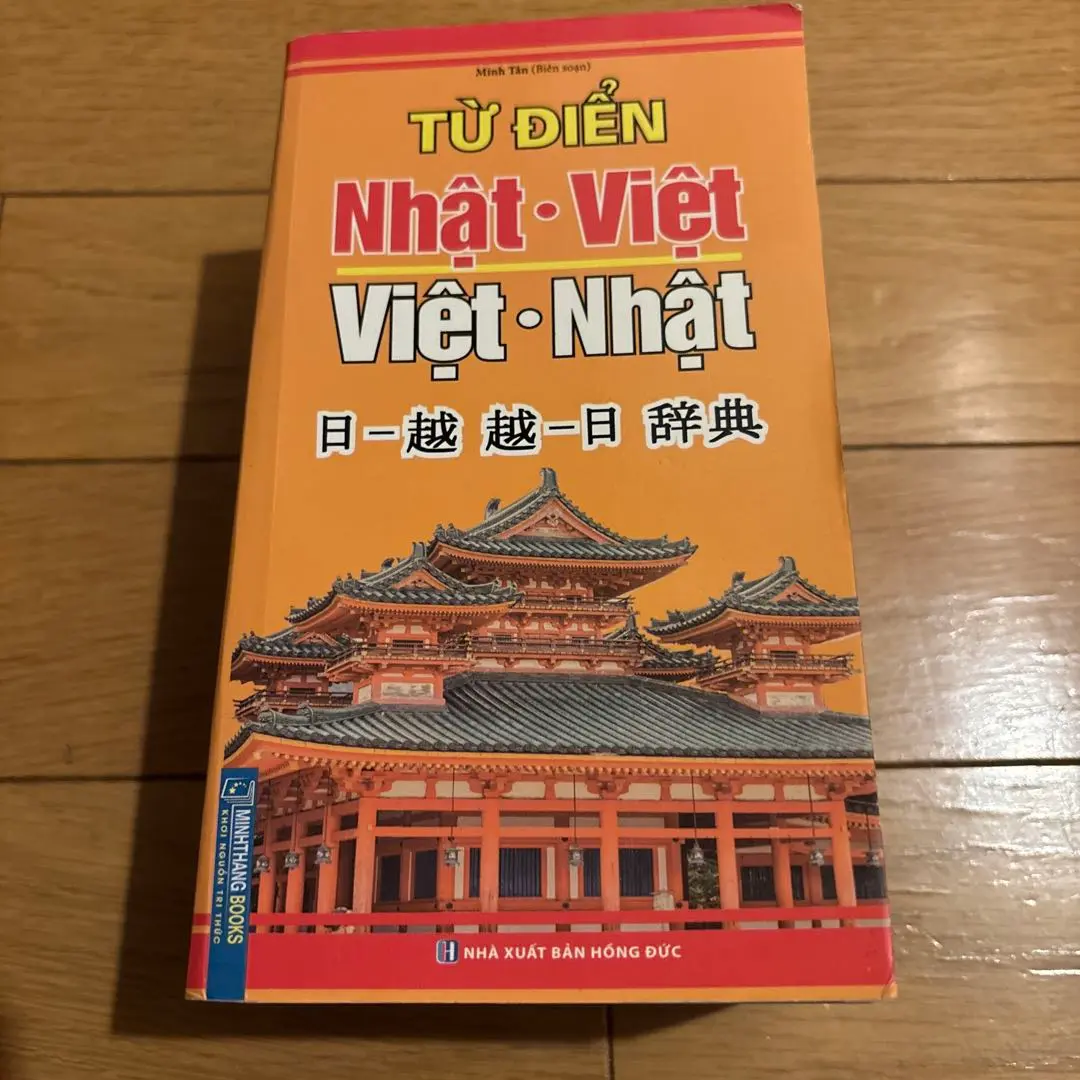 Minh Tân (Biên soạn)
TỪ ĐIỂN
Nhật · Việt
Việt · Nhật
日-越 越-日 辞典
MINHTHANG BOOKS
KHƠI NGUỒN TRI THỨC
NHÀ XUẤT BẢN HỒNG ĐỨC